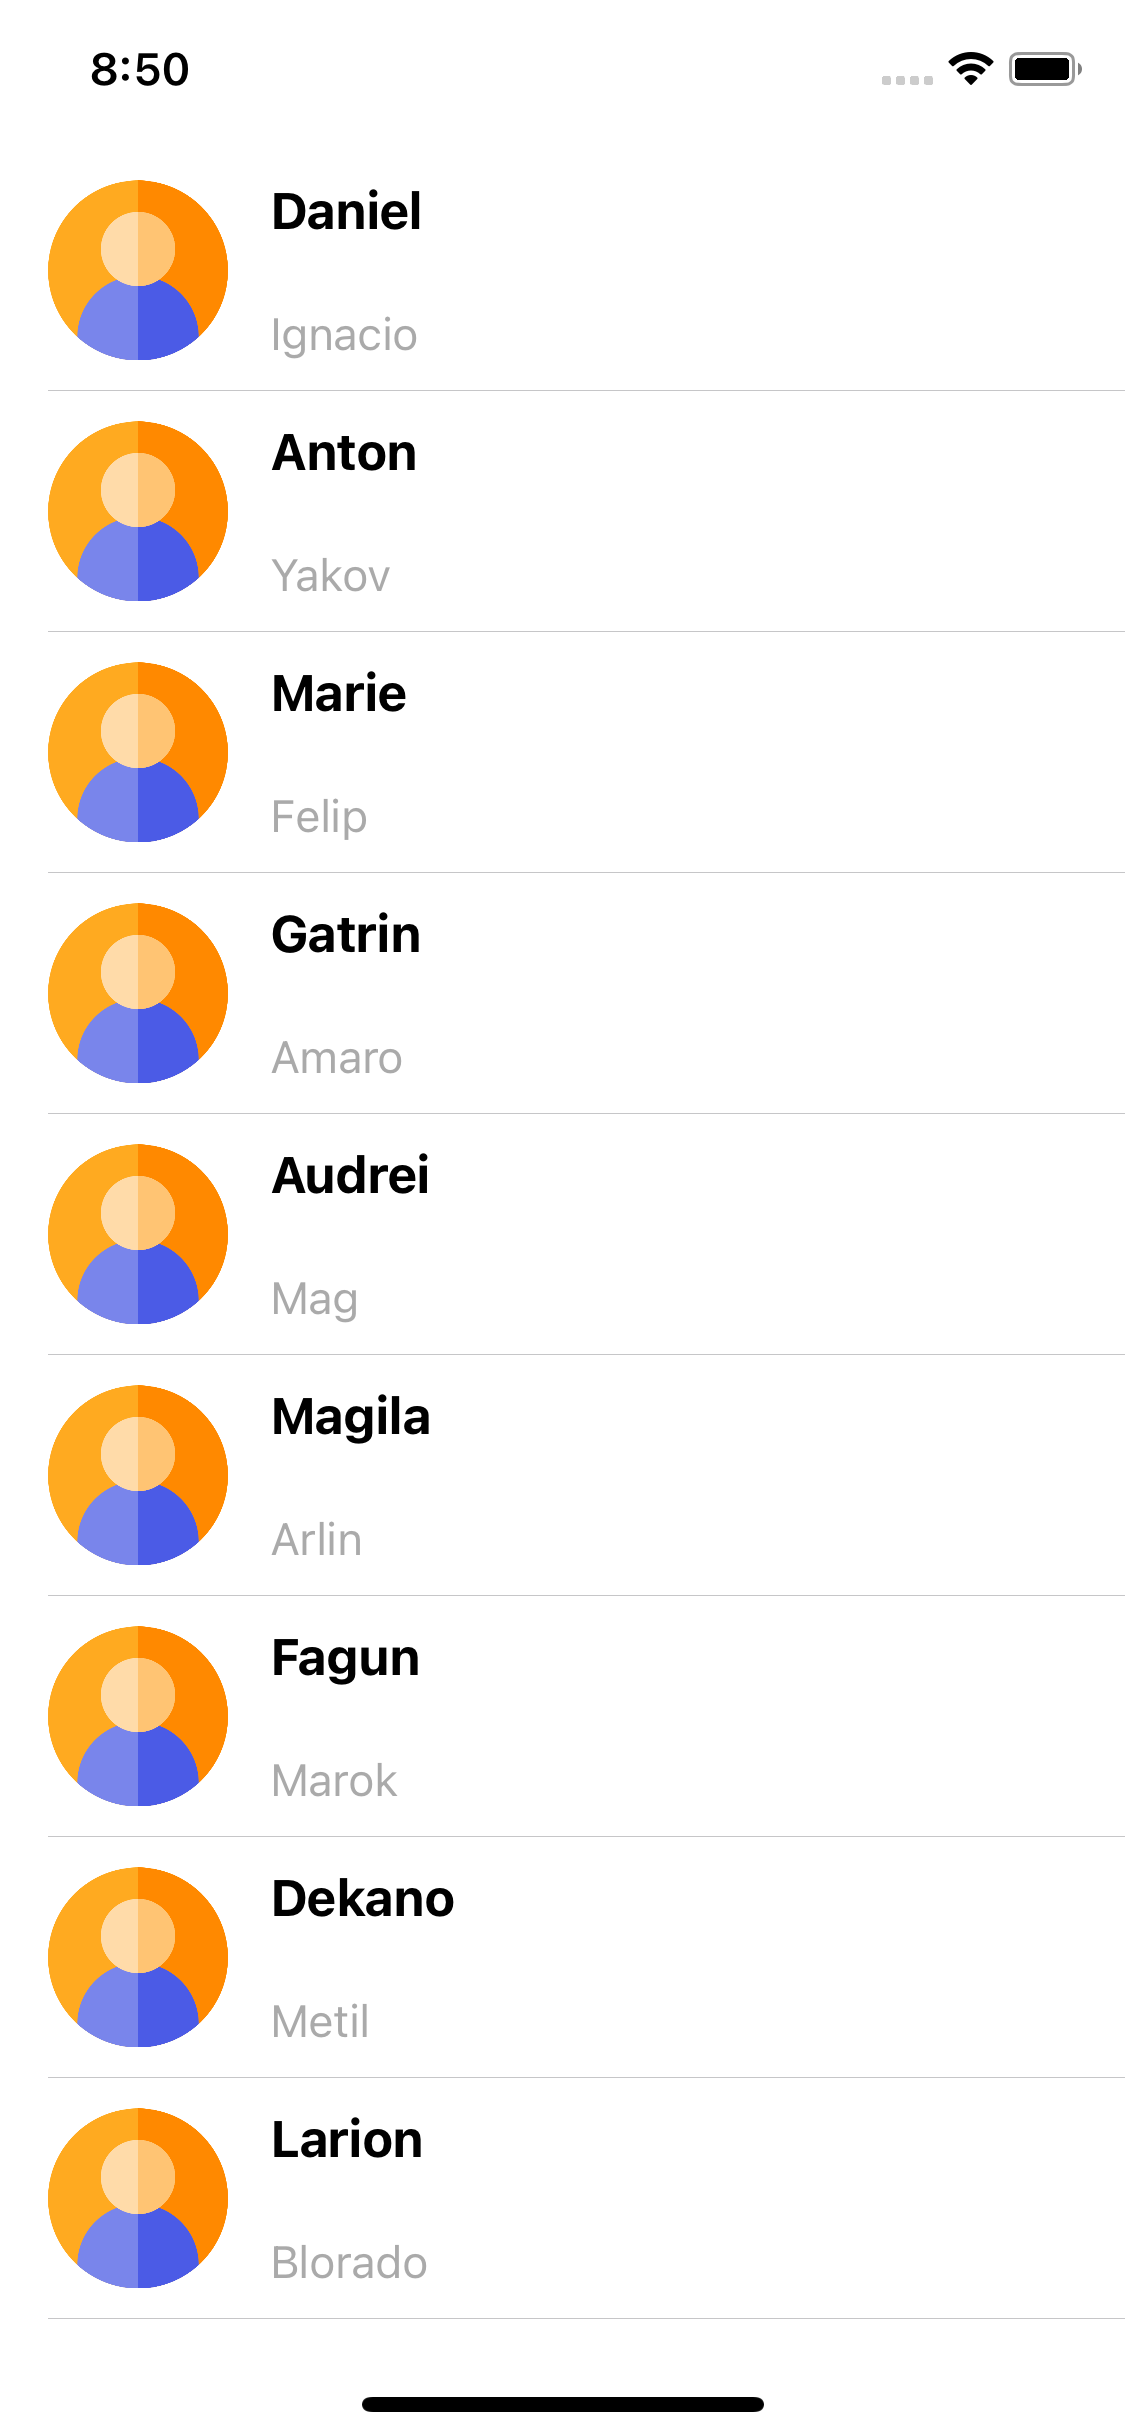 8:50
Daniel
Ignacio
Anton
Yakov
Marie
Felip
Gatrin
Amaro
Audrei
Mag
Magila
Arlin
Fagun
Marok
Dekano
Metil
Larion
Blorado